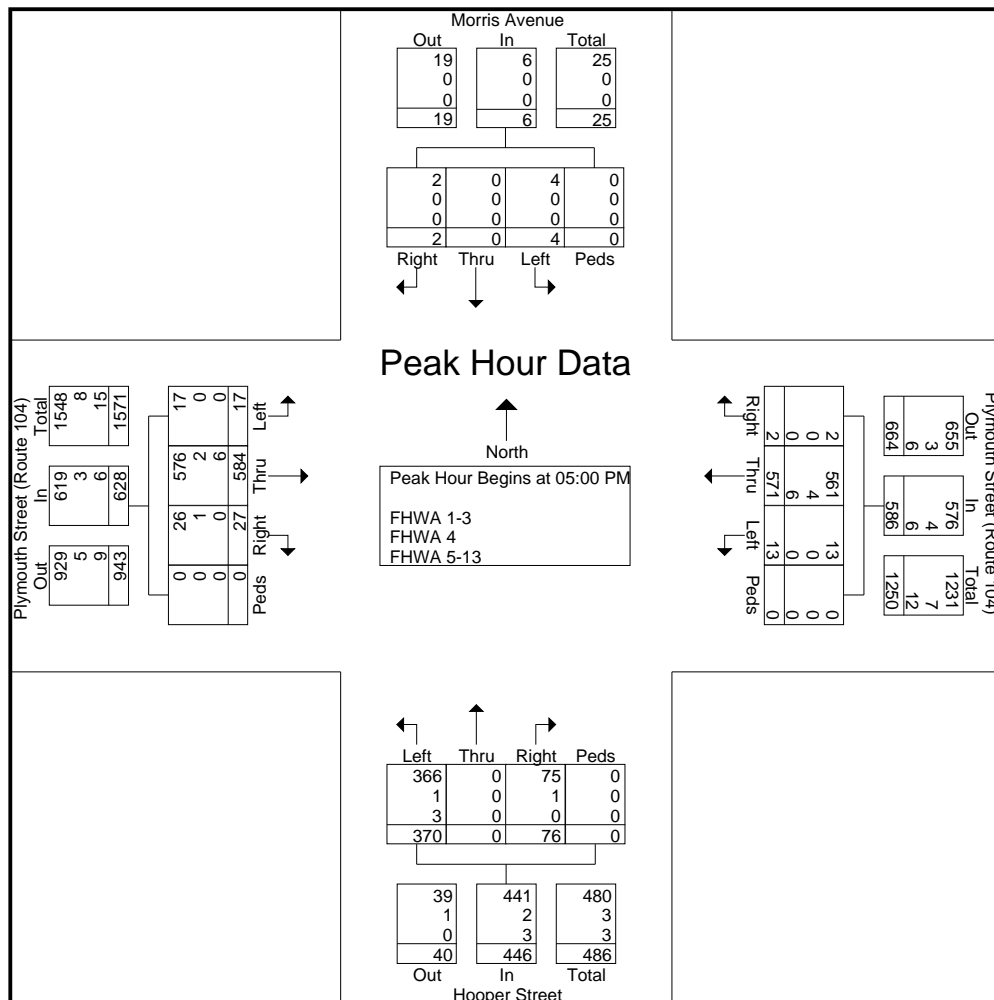 Morris Avenue
Out In Total
19 6 25
0 0 0
0 0 0
19 6 25
2 0 4 0
0 0 0 0
0 0 0 0
2 0 4 0
Right Thru Left Peds
Peak Hour Data
North
Peak Hour Begins at 05:00 PM
FHWA 1-3
FHWA 4
FHWA 5-13
Plymouth Street (Route 104)
Out In Total
929 619 1548
5 3 8
9 6 15
943 628 1571
26 576 17
0 1 2 0
0 0 6 0
0 27 584 17
0
Peds Right Thru Left
Plymouth Street (Route 104)
Out In Total
655 576 1231
3 4 7
6 6 12
664 586 1250
2 561 13 0
0 4 0 0
0 6 0 0
2 571 13 0
Right Thru Left Peds
Left Thru Right Peds
366 0 75 0
1 0 1 0
3 0 0 0
370 0 76 0
39 441 480
1 2 3
0 3 3
40 446 486
Out In Total
Hooper Street